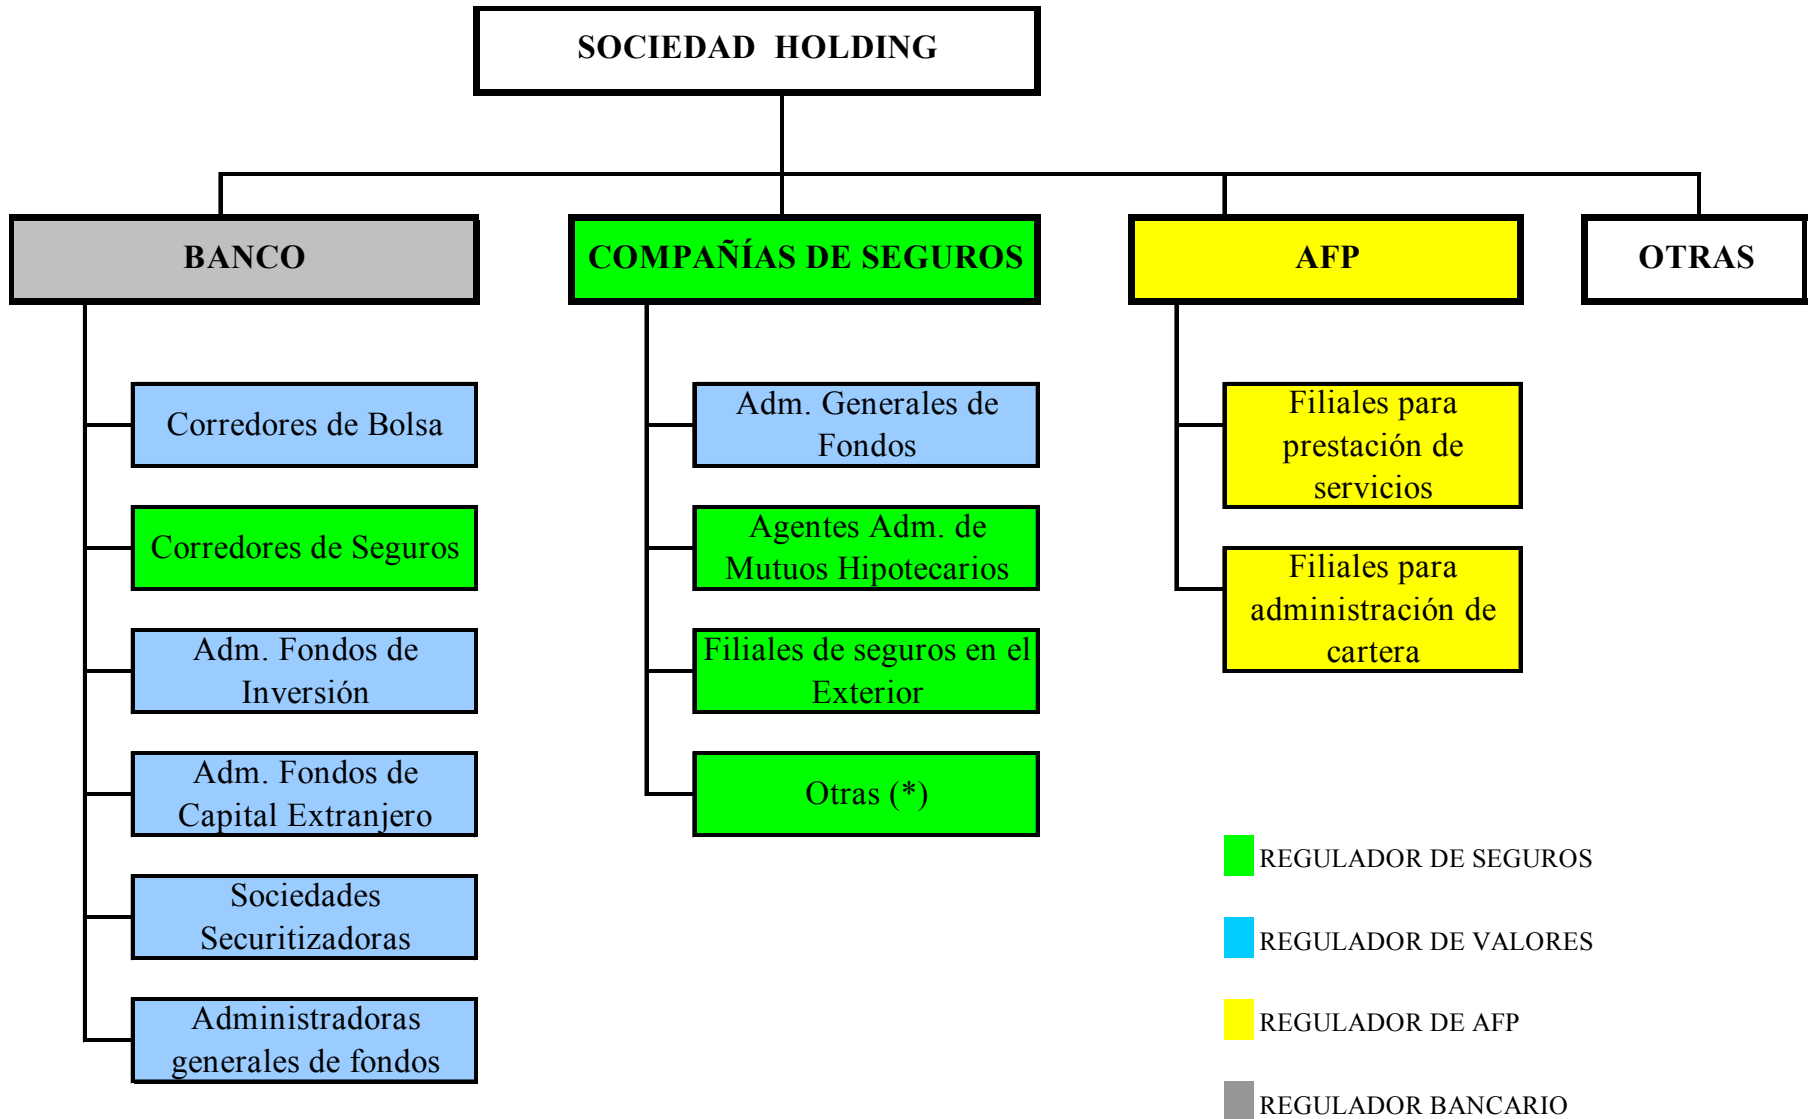 SOCIEDAD HOLDING
BANCO
COMPAÑÍAS DE SEGUROS
AFP
OTRAS
Corredores de Bolsa
Corredores de Seguros
Adm. Fondos de
Inversión
Adm. Fondos de
Capital Extranjero
Sociedades
Securitizadoras
Administradoras
generales de fondos
Adm. Generales de
Fondos
Agentes Adm. de
Mutuos Hipotecarios
Filiales de seguros en el
Exterior
Otras (*)
Filiales para
prestación de
servicios
Filiales para
administración de
cartera
REGULADOR DE SEGUROS
REGULADOR DE VALORES
REGULADOR DE AFP
REGULADOR BANCARIO